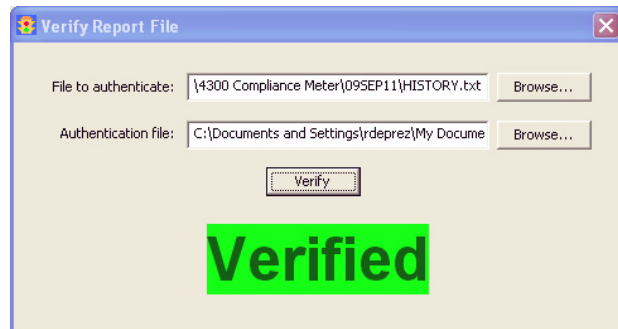 Verify Report File
File to authenticate: \4300 Compliance Meter\09SEP11\HISTORY.txt Browse...
Authentication file: C:\Documents and Settings\rdeprez\My Docume Browse...
Verify
Verified